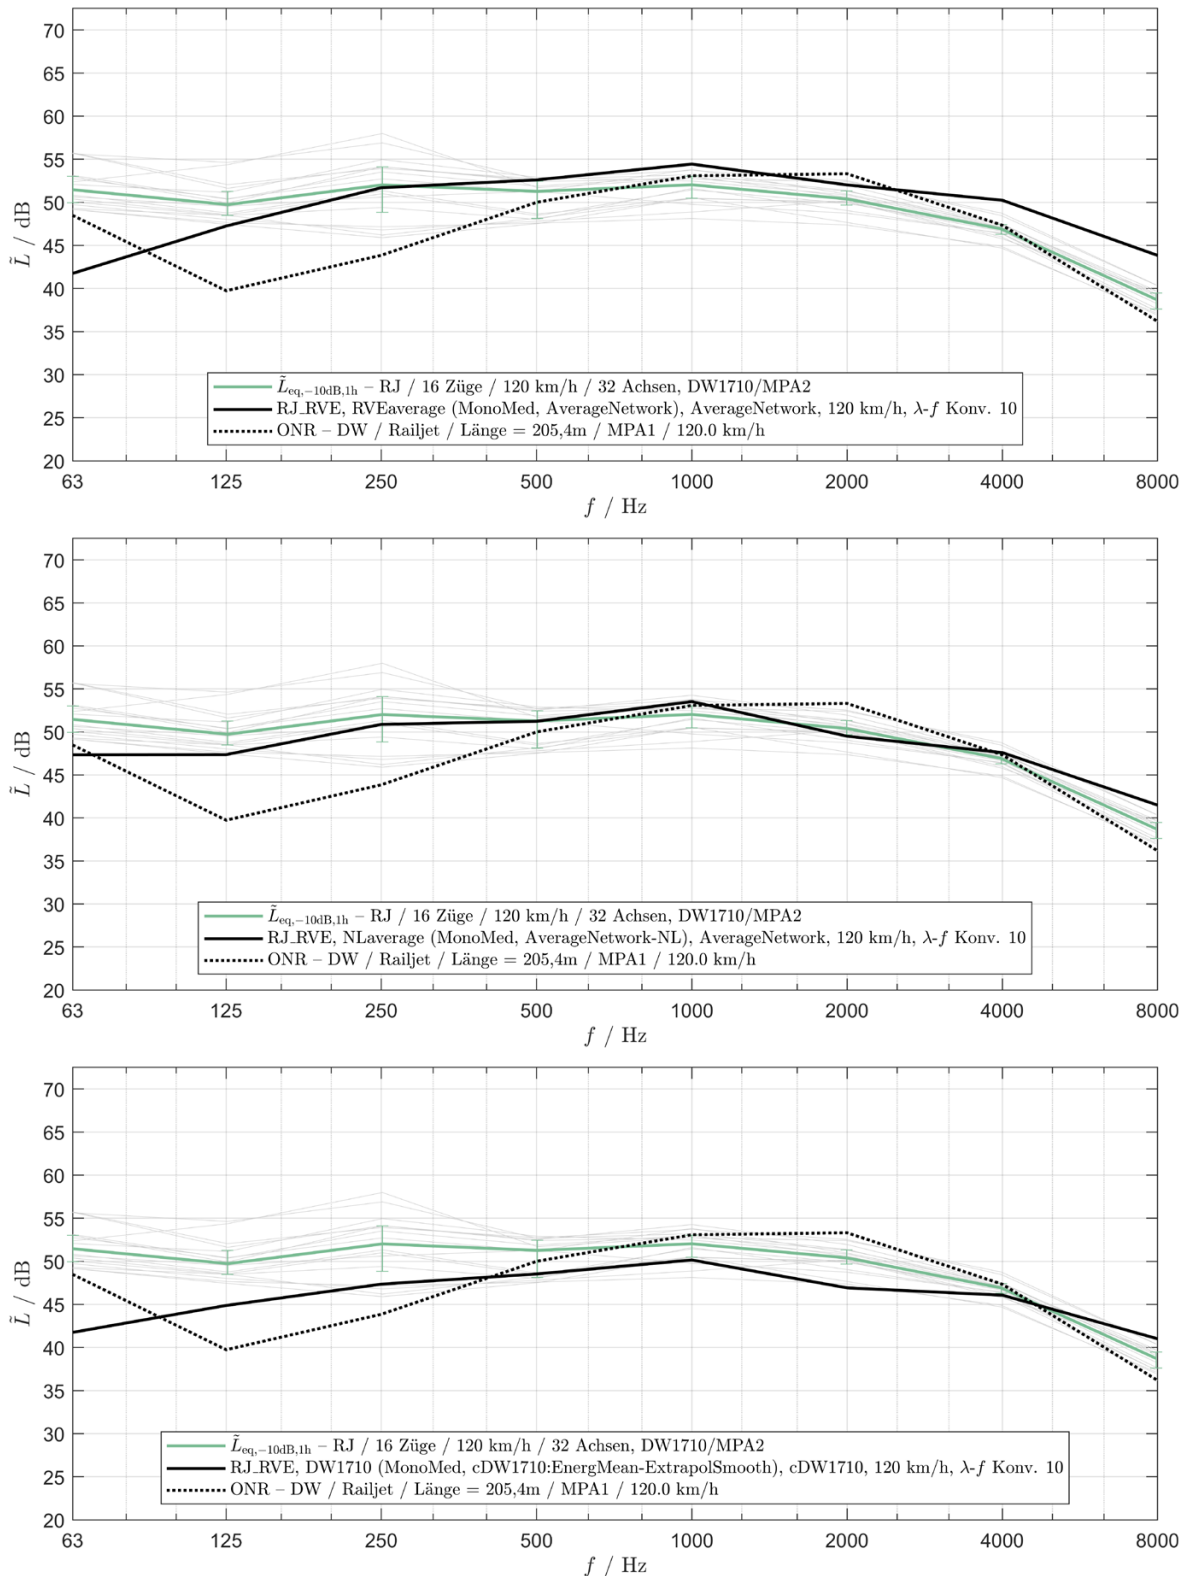 70
65
60
55
50
45
40
35
30
25
20
L̃ / dB
L̃eq,−10dB,1h – RJ / 16 Züge / 120 km/h / 32 Achsen, DW1710/MPA2
RJ_RVE, RVEaverage (MonoMed, AverageNetwork), AverageNetwork, 120 km/h, λ-f Konv. 10
ONR – DW / Railjet / Länge = 205,4m / MPA1 / 120.0 km/h
63 125 250 500 1000 2000 4000 8000
f / Hz
70
65
60
55
50
45
40
35
30
25
20
L̃ / dB
L̃eq,−10dB,1h – RJ / 16 Züge / 120 km/h / 32 Achsen, DW1710/MPA2
RJ_RVE, NLaverage (MonoMed, AverageNetwork-NL), AverageNetwork, 120 km/h, λ-f Konv. 10
ONR – DW / Railjet / Länge = 205,4m / MPA1 / 120.0 km/h
63 125 250 500 1000 2000 4000 8000
f / Hz
70
65
60
55
50
45
40
35
30
25
20
L̃ / dB
L̃eq,−10dB,1h – RJ / 16 Züge / 120 km/h / 32 Achsen, DW1710/MPA2
RJ_RVE, DW1710 (MonoMed, cDW1710:EnergMean-ExtrapolSmooth), cDW1710, 120 km/h, λ-f Konv. 10
ONR – DW / Railjet / Länge = 205,4m / MPA1 / 120.0 km/h
63 125 250 500 1000 2000 4000 8000
f / Hz